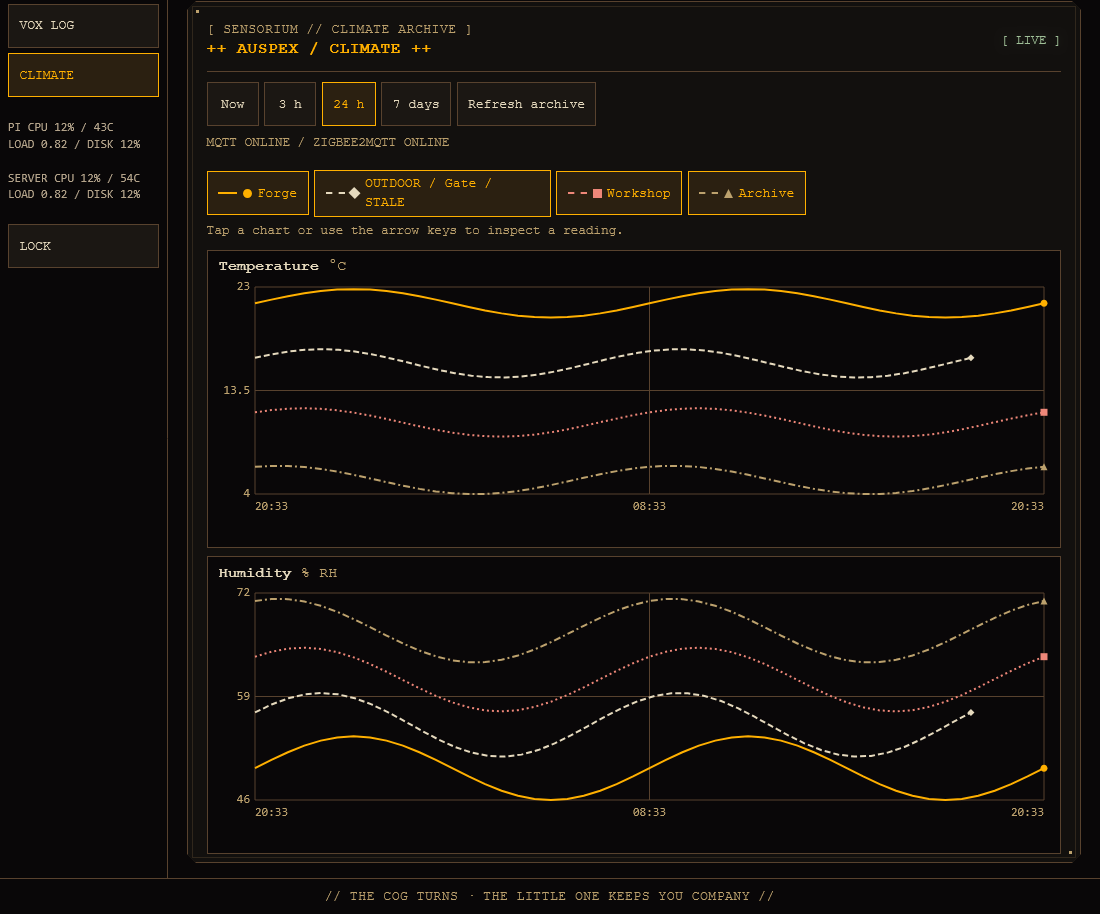 VOX LOG
CLIMATE
PI CPU 12% / 43C
LOAD 0.82 / DISK 12%
SERVER CPU 12% / 54C
LOAD 0.82 / DISK 12%
LOCK
[ SENSORIUM // CLIMATE ARCHIVE ]
++ AUSPEX / CLIMATE ++
[ LIVE ]
Now
3 h
24 h
7 days
Refresh archive
MQTT ONLINE / ZIGBEE2MQTT ONLINE
Forge
OUTDOOR / Gate /
STALE
Workshop
Archive
Tap a chart or use the arrow keys to inspect a reading.
Temperature °C
23
13.5
4
20:33
08:33
20:33
Humidity % RH
72
59
46
20:33
08:33
20:33
// THE COG TURNS · THE LITTLE ONE KEEPS YOU COMPANY //